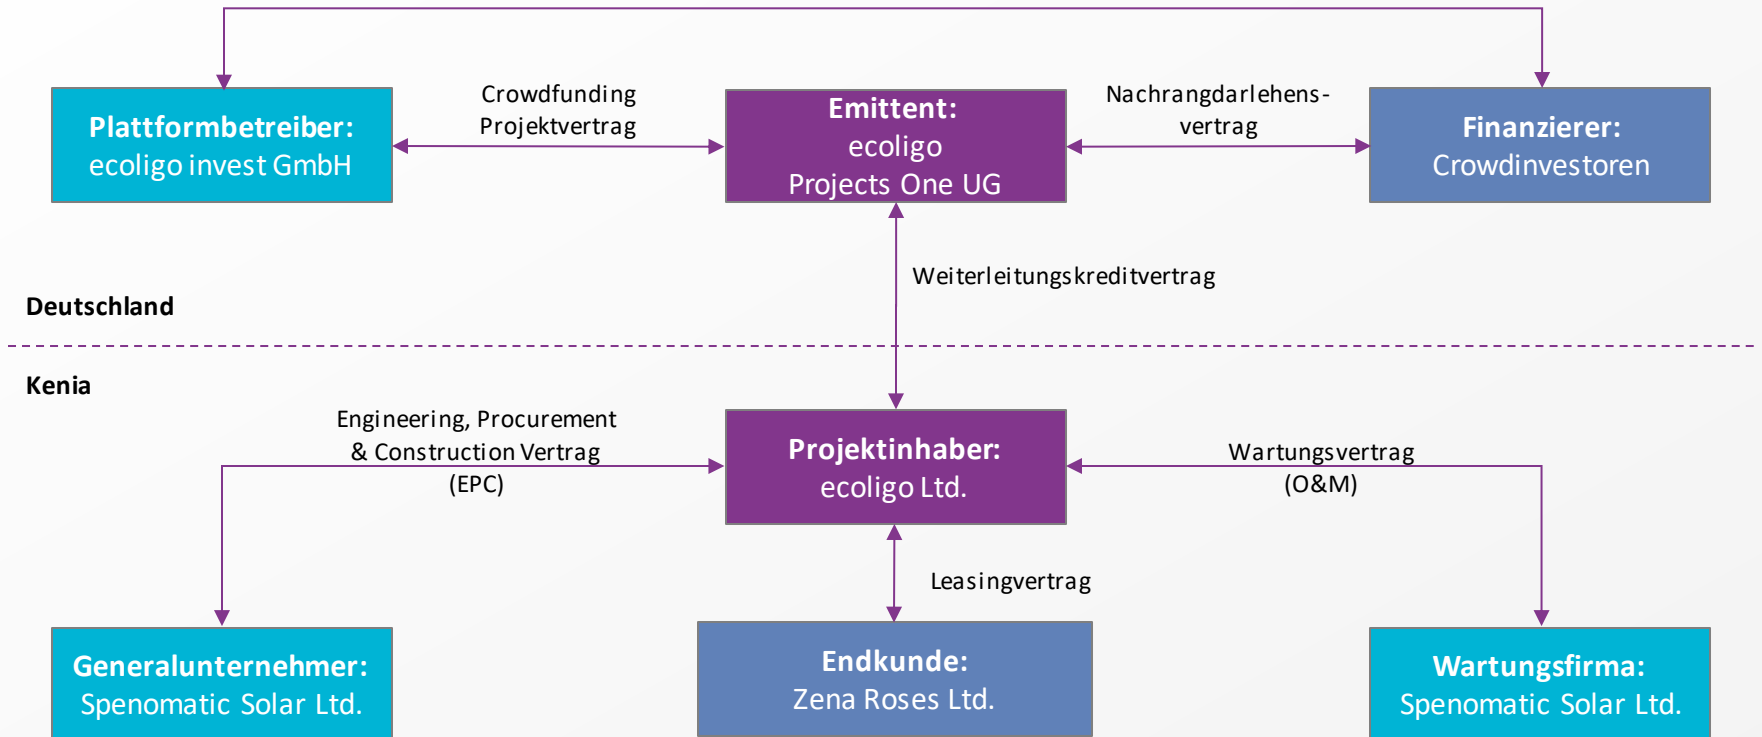 Plattformbetreiber:
ecoligo invest GmbH
Crowdfunding
Projektvertrag
Emittent:
ecoligo
Projects One UG
Nachrangdarlehens-
vertrag
Finanzierer:
Crowdinvestoren
Weiterleitungskreditvertrag
Deutschland
Kenia
Engineering, Procurement
& Construction Vertrag
(EPC)
Projektinhaber:
ecoligo Ltd.
Wartungsvertrag
(O&M)
Leasingvertrag
Generalunternehmer:
Spenomatic Solar Ltd.
Endkunde:
Zena Roses Ltd.
Wartungsfirma:
Spenomatic Solar Ltd.